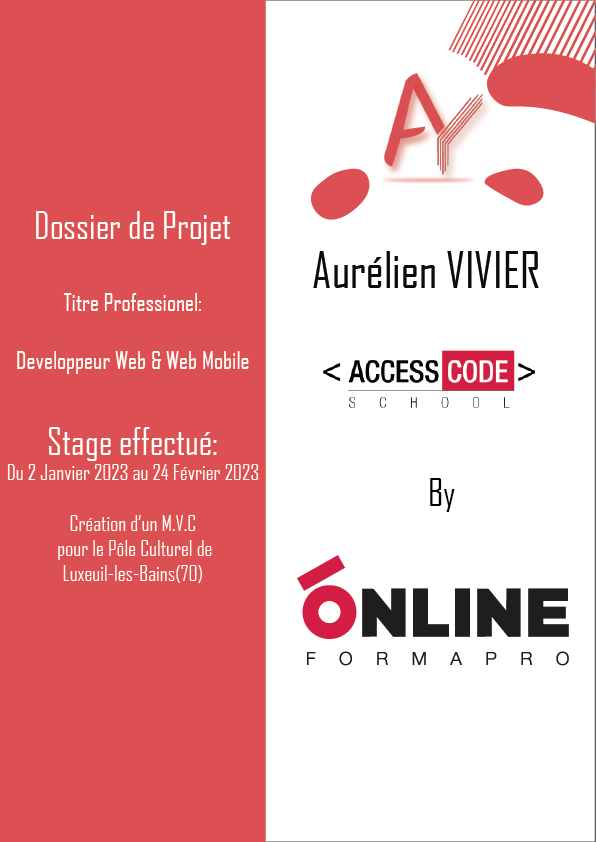 Dossier de Projet
Titre Professionel:
Developpeur Web & Web Mobile
Stage effectué:
Du 2 Janvier 2023 au 24 Février 2023
Création d'un M.V.C
pour le Pôle Culturel de
Luxeuil-les-Bains(70)
AY
Aurélien VIVIER
< ACCESS CODE >
SCHOOL
By
ONLINE
FORMAPRO